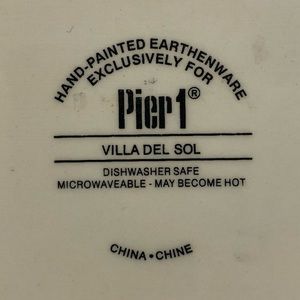 HAND-PAINTED EARTHENWARE
EXCLUSIVELY FOR
Pier 1®
VILLA DEL SOL
DISHWASHER SAFE
MICROWAVEABLE - MAY BECOME HOT
CHINA • CHINE